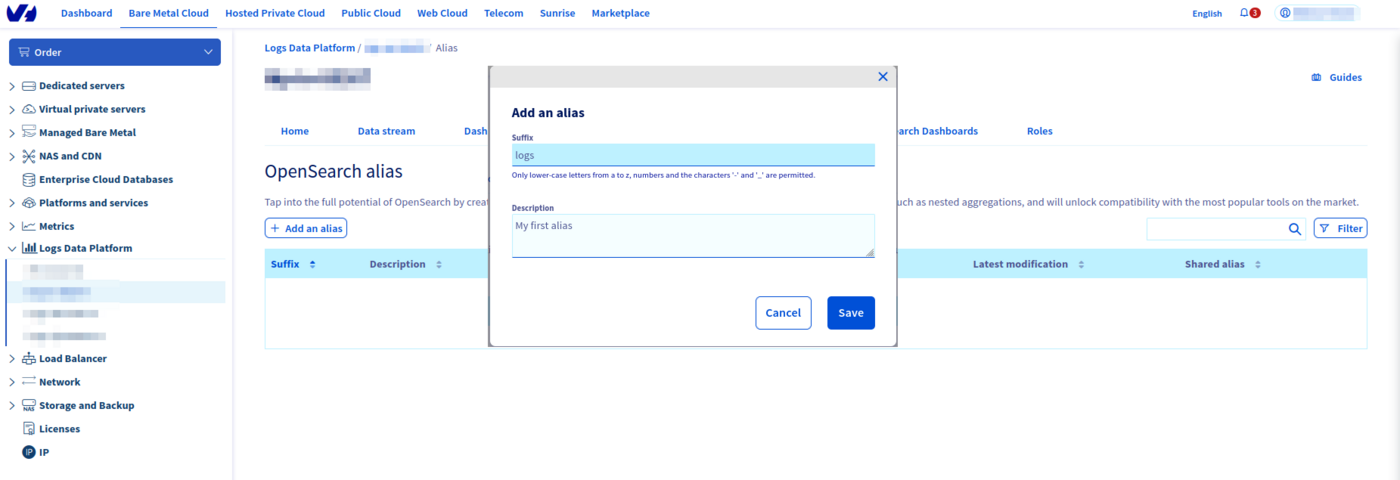 Dashboard Bare Metal Cloud Hosted Private Cloud Public Cloud Web Cloud Telecom Sunrise Marketplace English 3
Order
Dedicated servers
Virtual private servers
Managed Bare Metal
NAS and CDN
Enterprise Cloud Databases
Platforms and services
Metrics
Logs Data Platform
Load Balancer
Network
NAS Storage and Backup
Licenses
IP IP
Logs Data Platform / / Alias
Guides
Home Data stream Dash arch Dashboards Roles
OpenSearch alias
Tap into the full potential of OpenSearch by creat uch as nested aggregations, and will unlock compatibility with the most popular tools on the market.
+ Add an alias Filter
Suffix Description Latest modification Shared alias
Add an alias
Suffix
logs
Only lower-case letters from a to z, numbers and the characters '-' and '_' are permitted.
Description
My first alias
Cancel Save